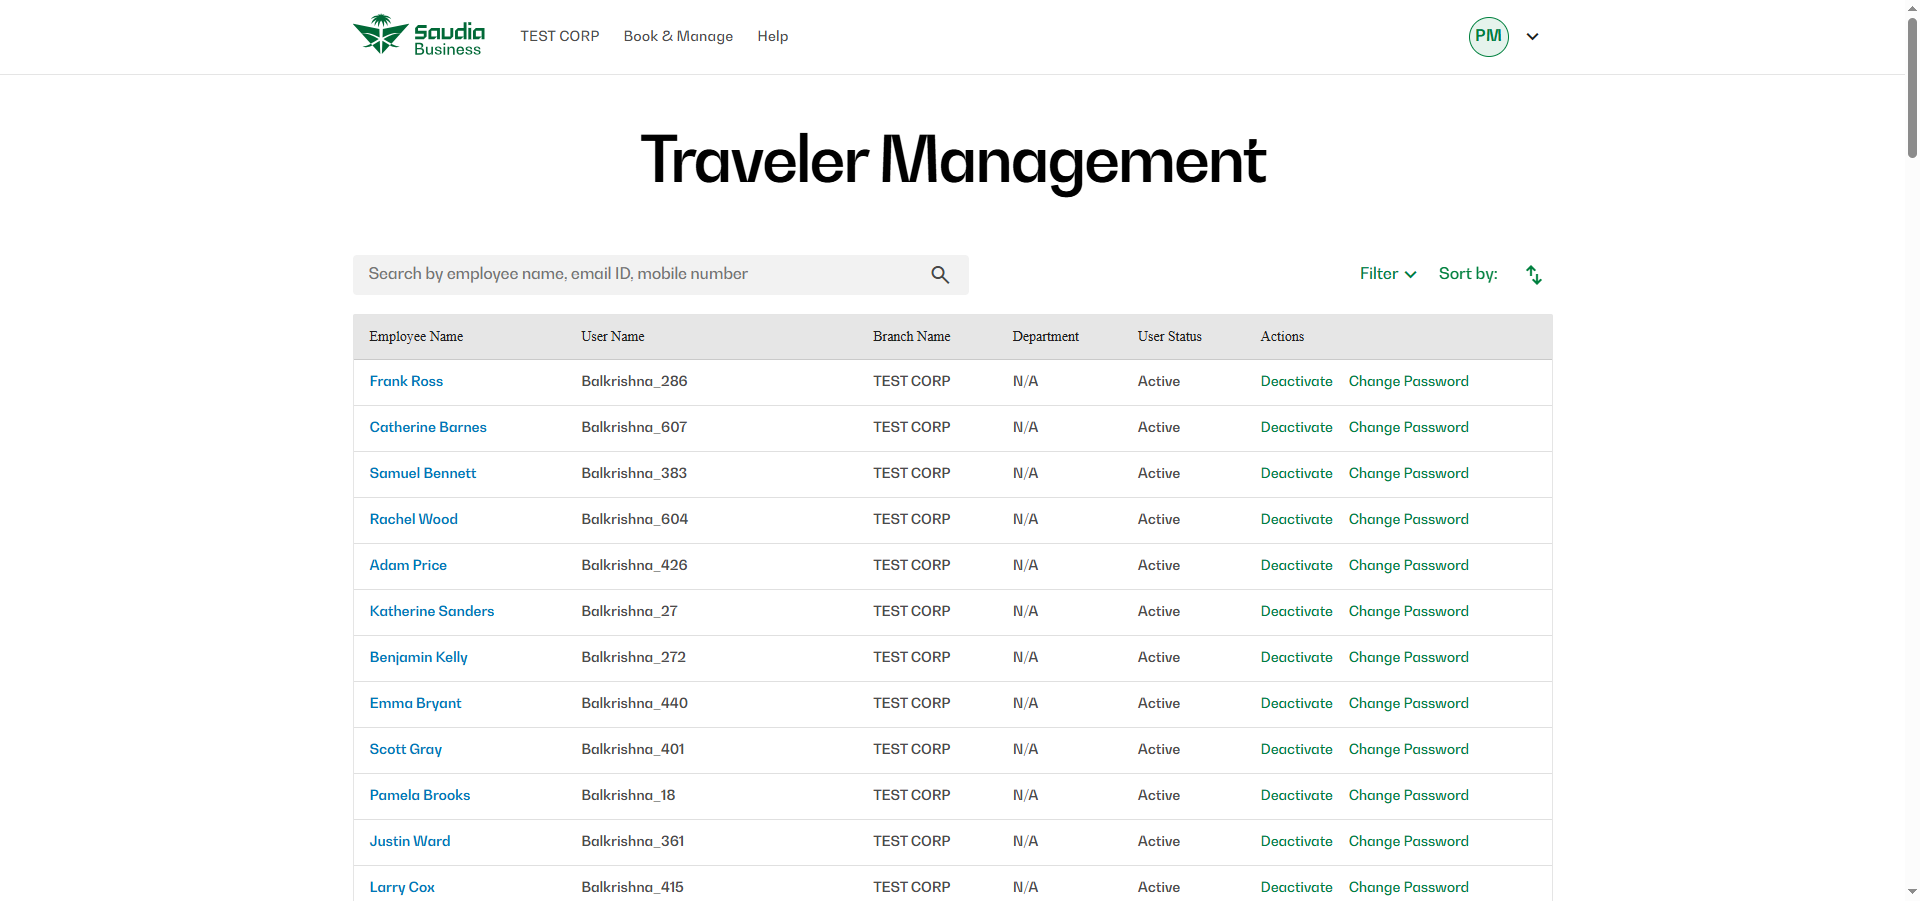 Saudia Business TEST CORP Book & Manage Help PM
Traveler Management
Search by employee name, email ID, mobile number Filter Sort by:
Employee Name User Name Branch Name Department User Status Actions
Frank Ross Balkrishna_286 TEST CORP N/A Active Deactivate Change Password
Catherine Barnes Balkrishna_607 TEST CORP N/A Active Deactivate Change Password
Samuel Bennett Balkrishna_383 TEST CORP N/A Active Deactivate Change Password
Rachel Wood Balkrishna_604 TEST CORP N/A Active Deactivate Change Password
Adam Price Balkrishna_426 TEST CORP N/A Active Deactivate Change Password
Katherine Sanders Balkrishna_27 TEST CORP N/A Active Deactivate Change Password
Benjamin Kelly Balkrishna_272 TEST CORP N/A Active Deactivate Change Password
Emma Bryant Balkrishna_440 TEST CORP N/A Active Deactivate Change Password
Scott Gray Balkrishna_401 TEST CORP N/A Active Deactivate Change Password
Pamela Brooks Balkrishna_18 TEST CORP N/A Active Deactivate Change Password
Justin Ward Balkrishna_361 TEST CORP N/A Active Deactivate Change Password
Larry Cox Balkrishna_415 TEST CORP N/A Active Deactivate Change Password